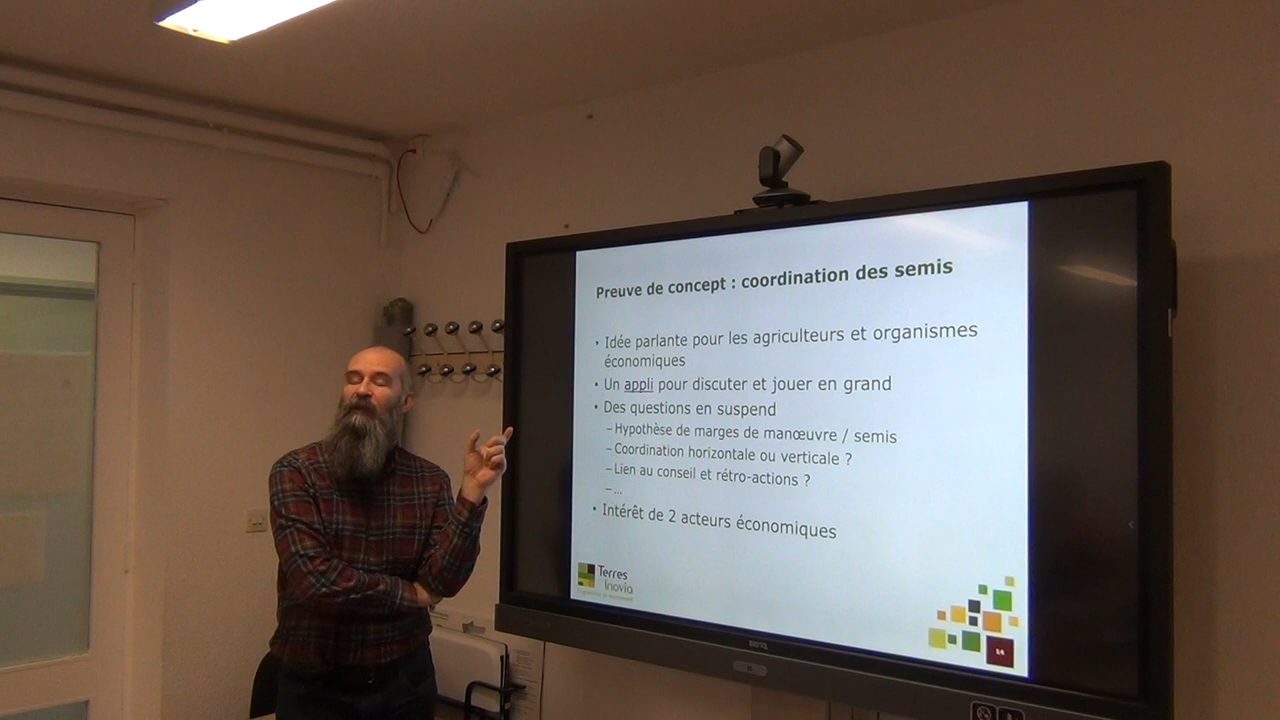 Preuve de concept : coordination des semis
• Idée parlante pour les agriculteurs et organismes
économiques
• Un appli pour discuter et jouer en grand
• Des questions en suspend
– Hypothèse de marges de manœuvre / semis
– Coordination horizontale ou verticale ?
– Lien au conseil et rétro-actions ?
– ...
• Intérêt de 2 acteurs économiques
Terres
Inovia
14
BenQ